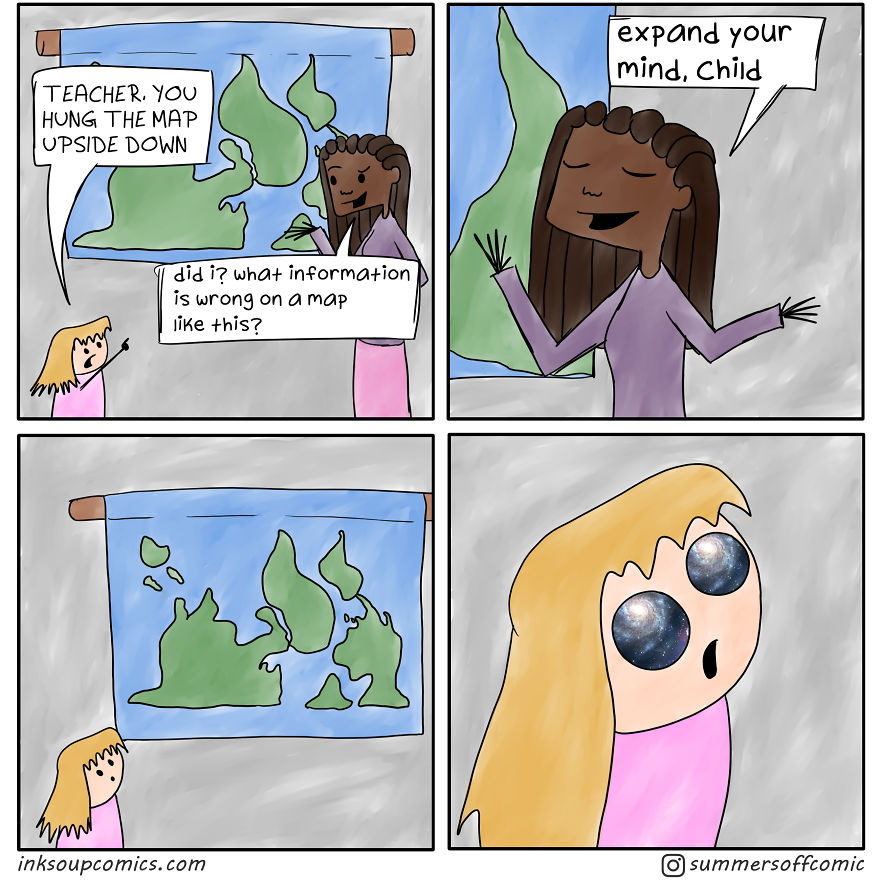 TEACHER, YOU
HUNG THE MAP
UPSIDE DOWN
did i? what information
is wrong on a map
like this?
expand your
mind, Child
inksoupcomics.com
summersoffcomic